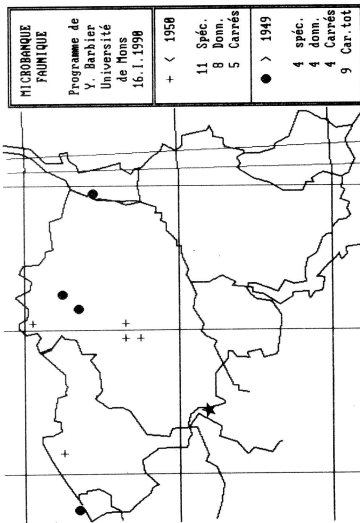 MICROBANQUE
FAUNIQUE
Programme de
Y. Barbier
Université
de Mons
16.I.1990
+ < 1950
11 Spéc.
8 Donn.
5 Carrés
● > 1949
4 spéc.
4 donn.
4 Carrés
9 Car.tot